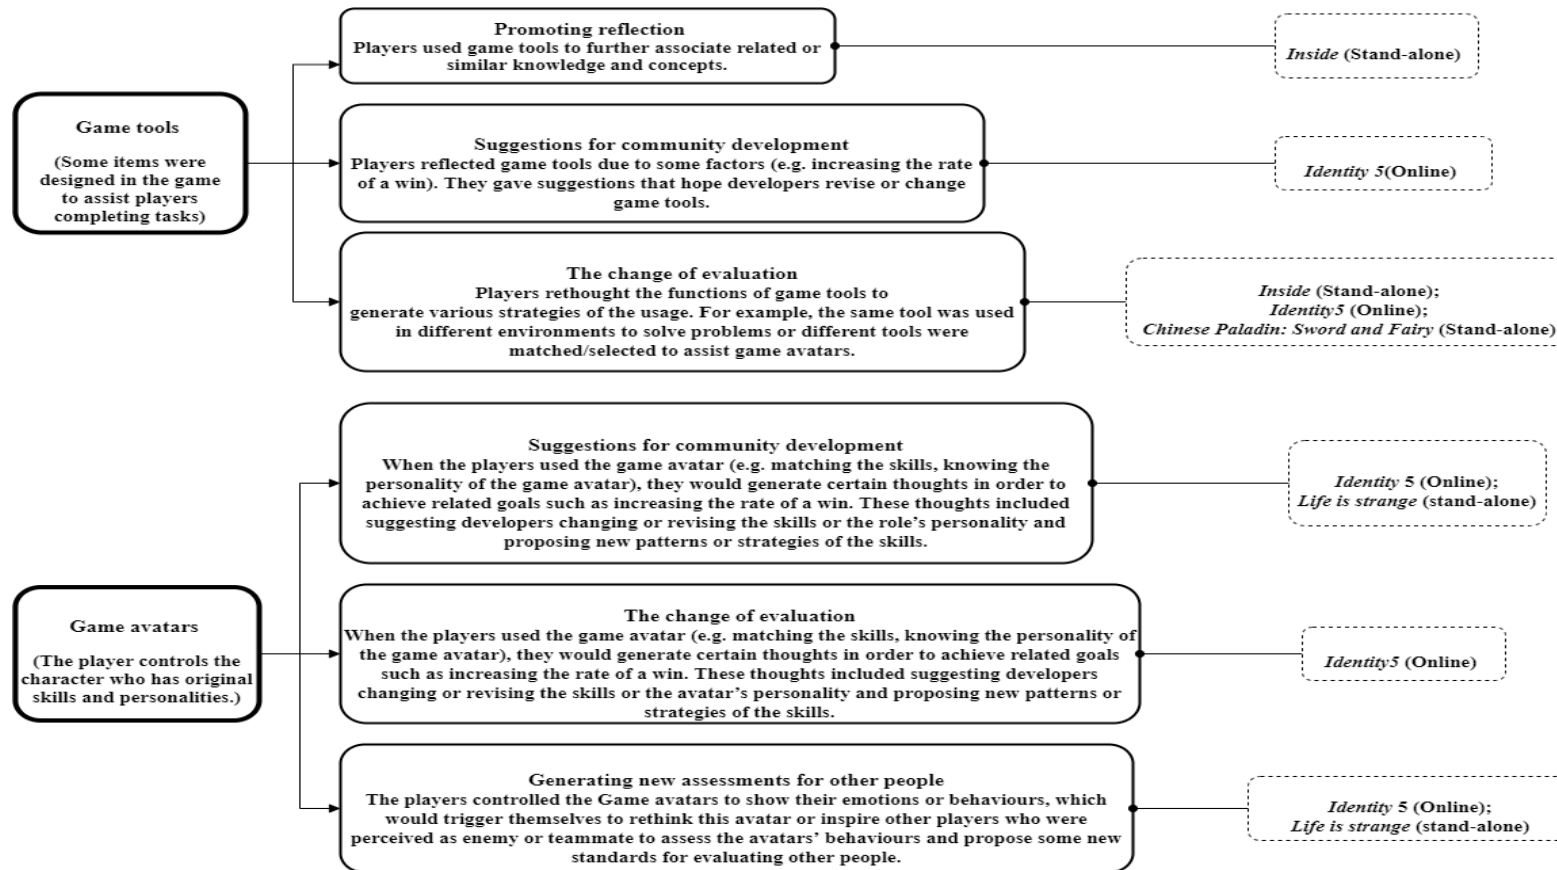 Promoting reflection
Players used game tools to further associate related or
similar knowledge and concepts.
Inside (Stand-alone)
Game tools
(Some items were
designed in the game
to assist players
completing tasks)
Suggestions for community development
Players reflected game tools due to some factors (e.g. increasing the rate
of a win). They gave suggestions that hope developers revise or change
game tools.
Identity 5(Online)
The change of evaluation
Players rethought the functions of game tools to
generate various strategies of the usage. For example, the same tool was used
in different environments to solve problems or different tools were
matched/selected to assist game avatars.
Inside (Stand-alone);
Identity5 (Online);
Chinese Paladin: Sword and Fairy (Stand-alone)
Suggestions for community development
When the players used the game avatar (e.g. matching the skills, knowing the
personality of the game avatar), they would generate certain thoughts in order to
achieve related goals such as increasing the rate of a win. These thoughts included
suggesting developers changing or revising the skills or the role's personality and
proposing new patterns or strategies of the skills.
Identity 5 (Online);
Life is strange (stand-alone)
Game avatars
(The player controls the
character who has original
skills and personalities.)
The change of evaluation
When the players used the game avatar (e.g. matching the skills, knowing the personality of
the game avatar), they would generate certain thoughts in order to achieve related goals
such as increasing the rate of a win. These thoughts included suggesting developers
changing or revising the skills or the avatar's personality and proposing new patterns or
strategies of the skills.
Identity5 (Online)
Generating new assessments for other people
The players controlled the Game avatars to show their emotions or behaviours, which
would trigger themselves to rethink this avatar or inspire other players who were
perceived as enemy or teammate to assess the avatars' behaviours and propose some new
standards for evaluating other people.
Identity 5 (Online);
Life is strange (stand-alone)